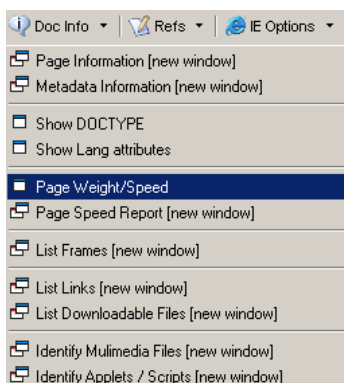 Doc Info Refs IE Options
Page Information [new window]
Metadata Information [new window]
Show DOCTYPE
Show Lang attributes
Page Weight/Speed
Page Speed Report [new window]
List Frames [new window]
List Links [new window]
List Downloadable Files [new window]
Identify Mulimedia Files [new window]
Identify Applets / Scripts [new window]